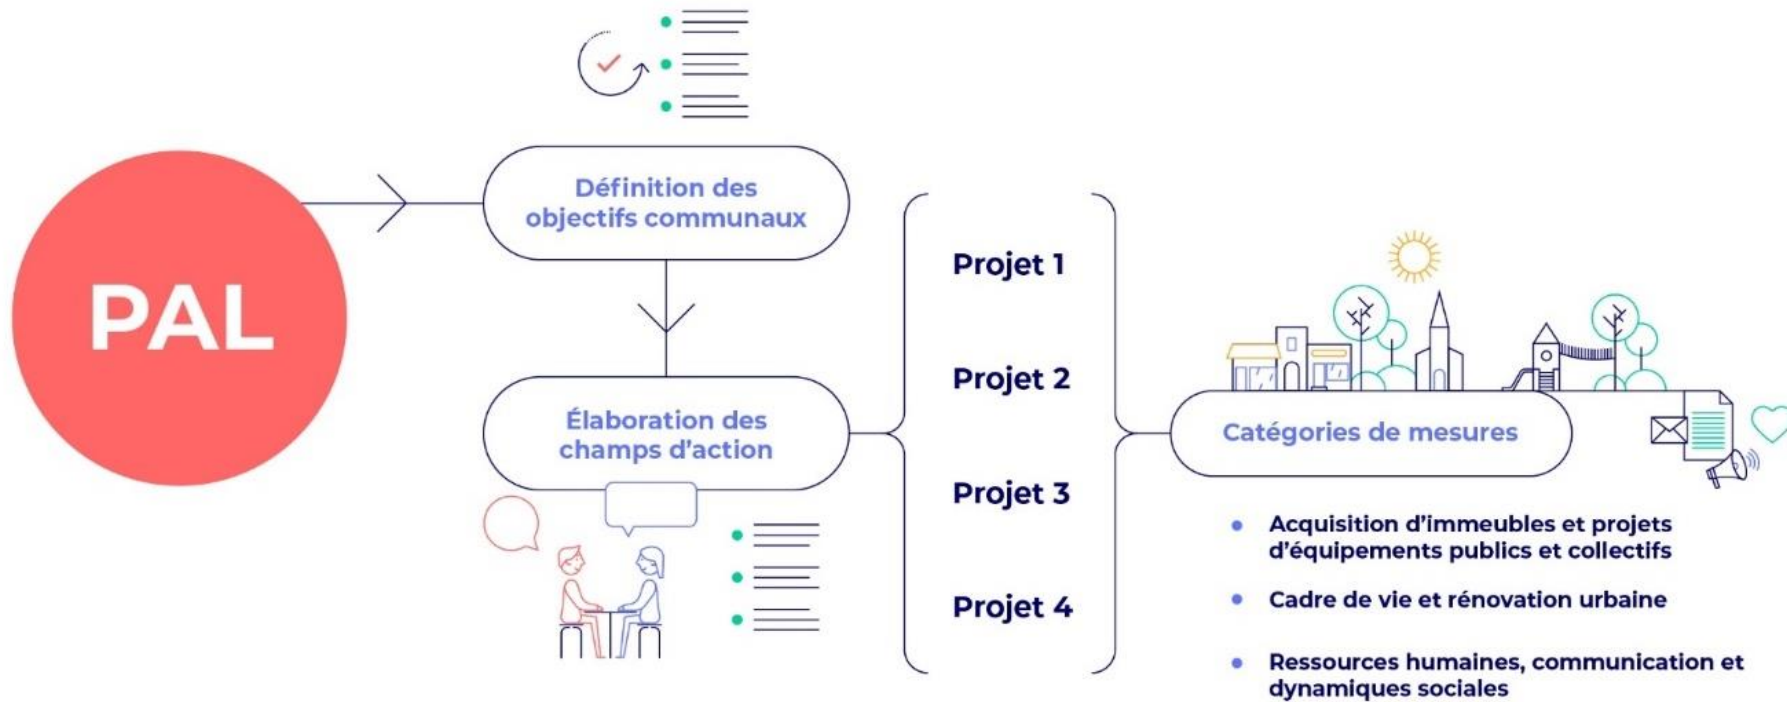 PAL
Définition des
objectifs communaux
Élaboration des
champs d’action
Projet 1
Projet 2
Projet 3
Projet 4
Catégories de mesures
Acquisition d’immeubles et projets
d’équipements publics et collectifs
Cadre de vie et rénovation urbaine
Ressources humaines, communication et
dynamiques sociales